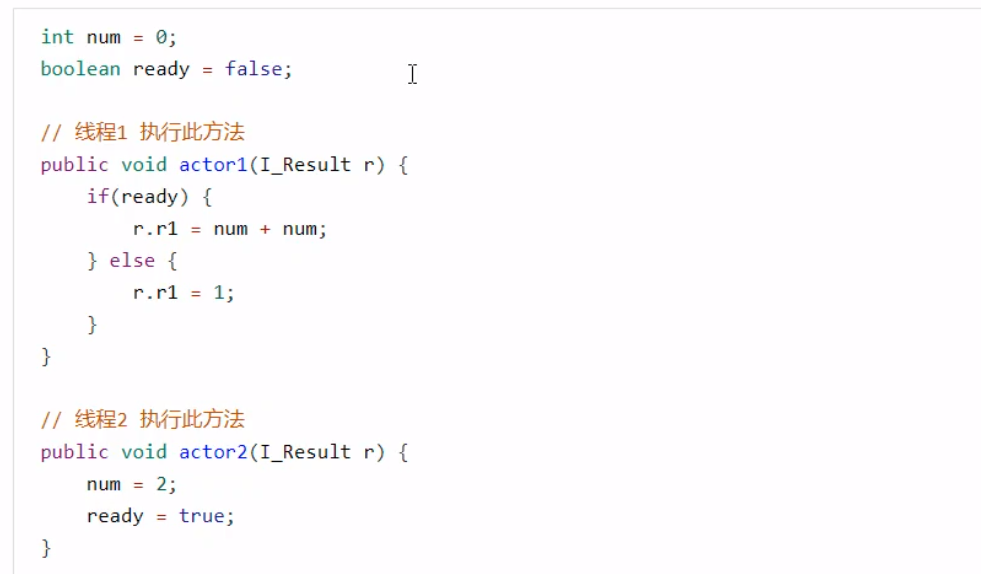 int num = 0;
boolean ready = false;
// 线程1 执行此方法
public void actor1(I_Result r) {
    if(ready) {
        r.r1 = num + num;
    } else {
        r.r1 = 1;
    }
}
// 线程2 执行此方法
public void actor2(I_Result r) {
    num = 2;
    ready = true;
}